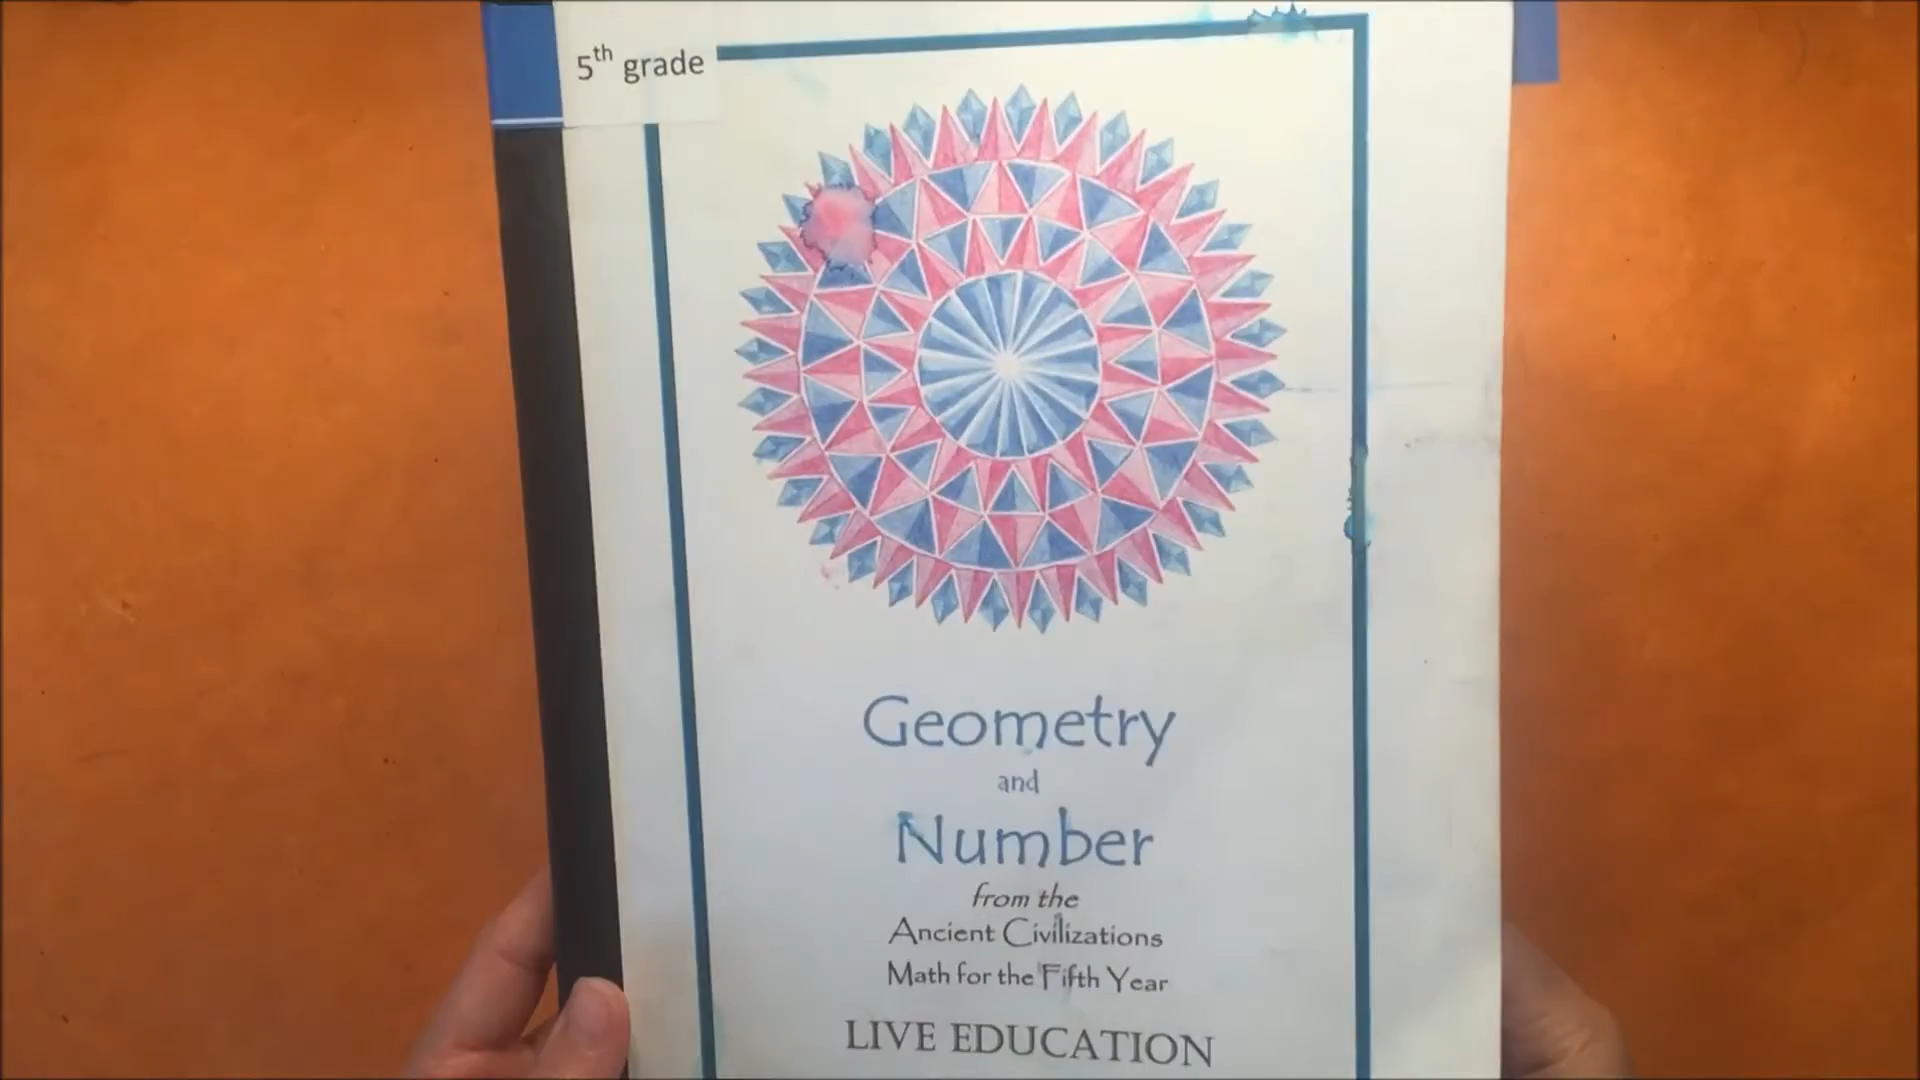 5th grade
Geometry
and
Number
from the
Ancient Civilizations
Math for the Fifth Year
LIVE EDUCATION